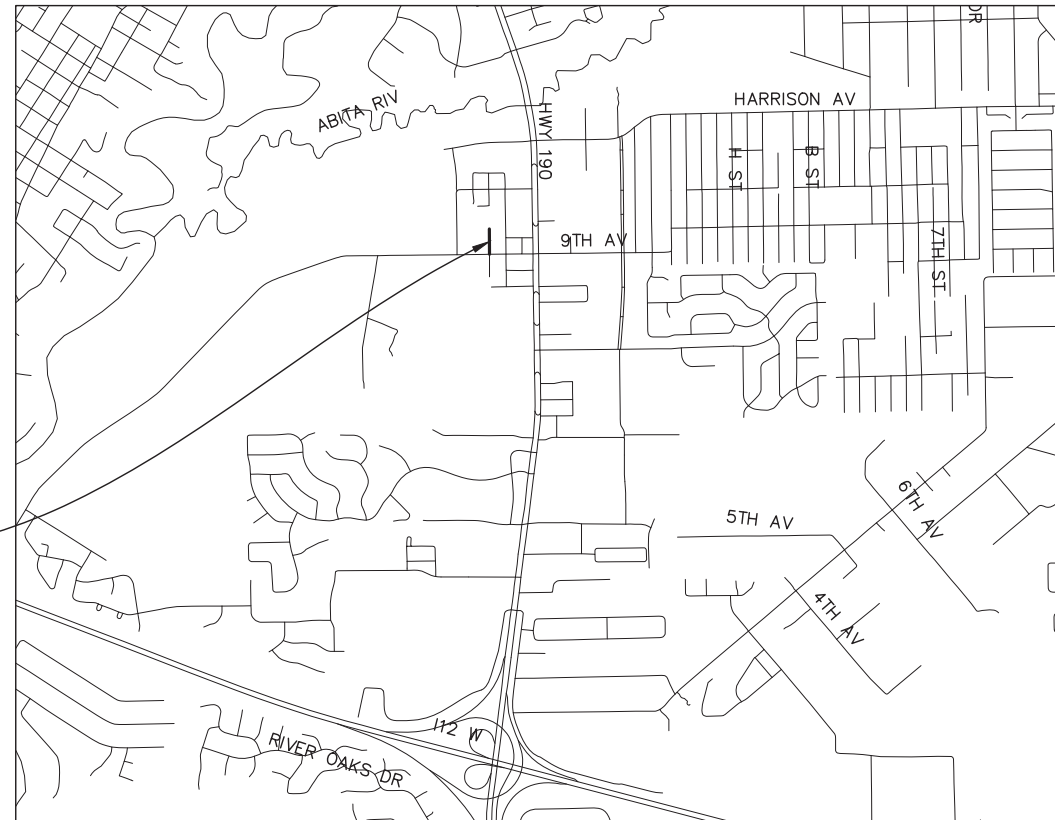 DR
HARRISON AV
ABITA RIV
HWY 190
H ST
B ST
9TH AV
7TH ST
6TH AV
5TH AV
4TH AV
I12 W
RIVER OAKS DR